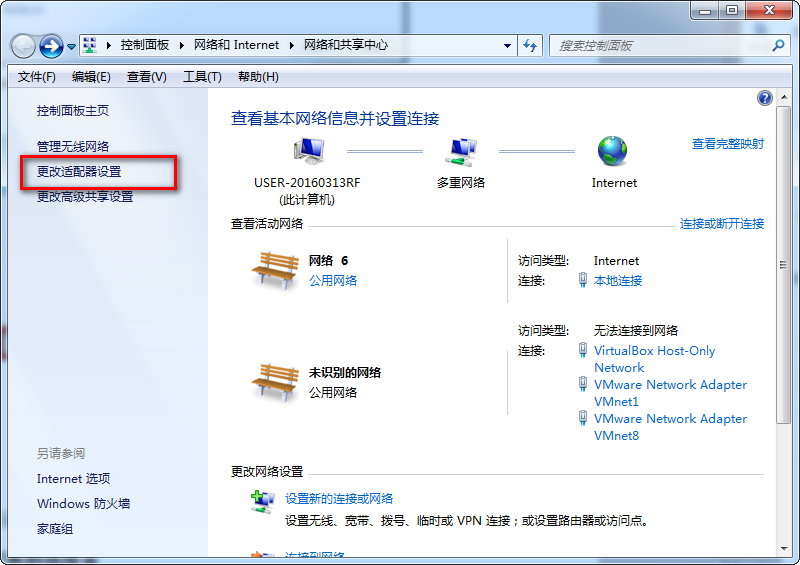 控制面板 网络和 Internet 网络和共享中心
搜索控制面板
文件(F) 编辑(E) 查看(V) 工具(T) 帮助(H)
控制面板主页
管理无线网络
更改适配器设置
更改高级共享设置
另请参阅
Internet 选项
Windows 防火墙
家庭组
查看基本网络信息并设置连接
查看完整映射
USER-20160313RF
(此计算机)
多重网络
Internet
查看活动网络
连接或断开连接
网络 6
公用网络
访问类型: Internet
连接: 本地连接
未识别的网络
公用网络
访问类型: 无法连接到网络
连接: VirtualBox Host-Only
Network
VMware Network Adapter
VMnet1
VMware Network Adapter
VMnet8
更改网络设置
设置新的连接或网络
设置无线、宽带、拨号、临时或 VPN 连接；或设置路由器或访问点。
连接到网络